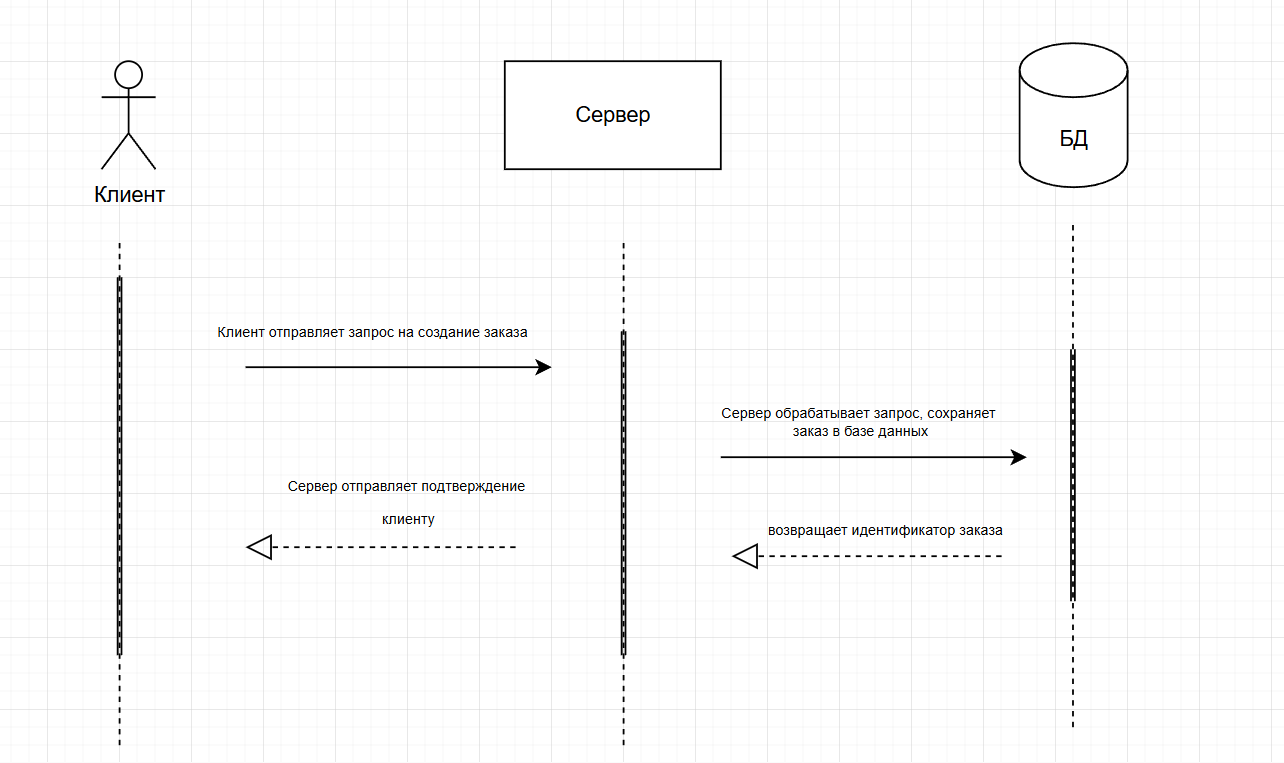 Сервер
БД
Клиент
Клиент отправляет запрос на создание заказа
Сервер обрабатывает запрос, сохраняет
заказ в базе данных
Сервер отправляет подтверждение
клиенту
возвращает идентификатор заказа